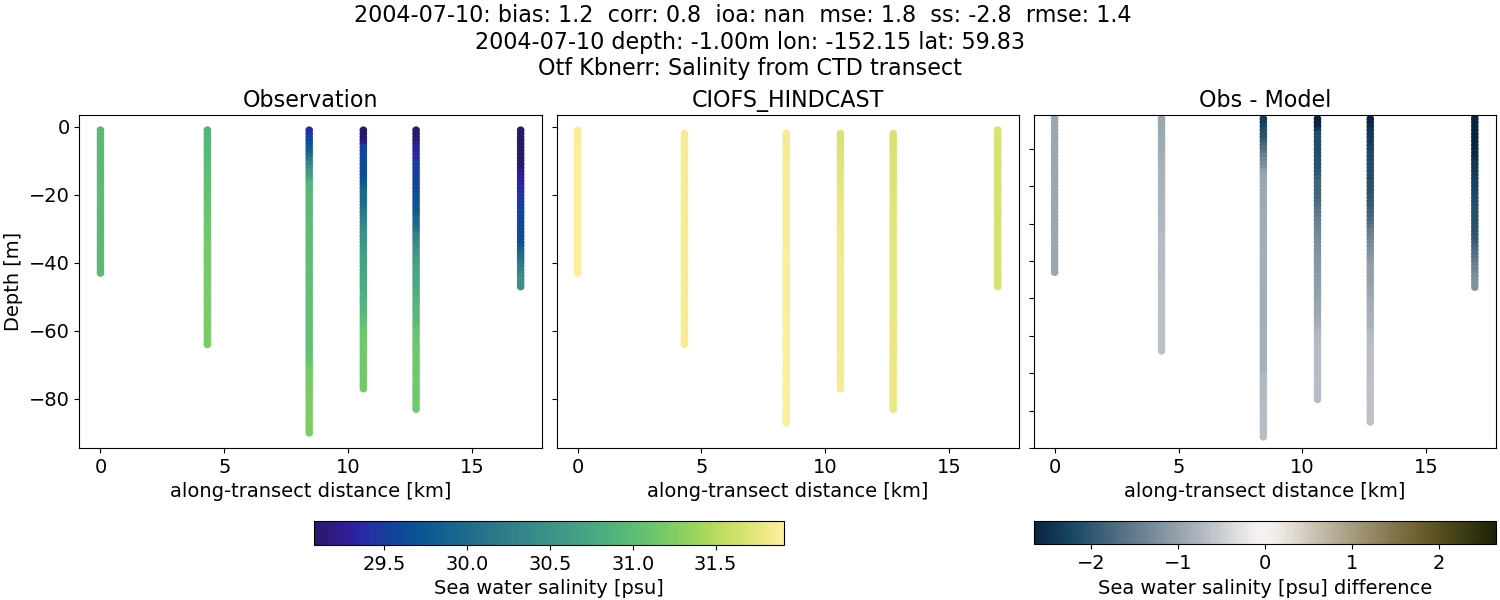 2004-07-10: bias: 1.2  corr: 0.8  ioa: nan  mse: 1.8  ss: -2.8  rmse: 1.4
2004-07-10 depth: -1.00m lon: -152.15 lat: 59.83
Otf Kbnerr: Salinity from CTD transect
Observation
CIOFS_HINDCAST
Obs - Model
Depth [m]
0
−20
−40
−60
−80
0 5 10 15
0 5 10 15
0 5 10 15
along-transect distance [km]
along-transect distance [km]
along-transect distance [km]
29.5 30.0 30.5 31.0 31.5
Sea water salinity [psu]
−2 −1 0 1 2
Sea water salinity [psu] difference